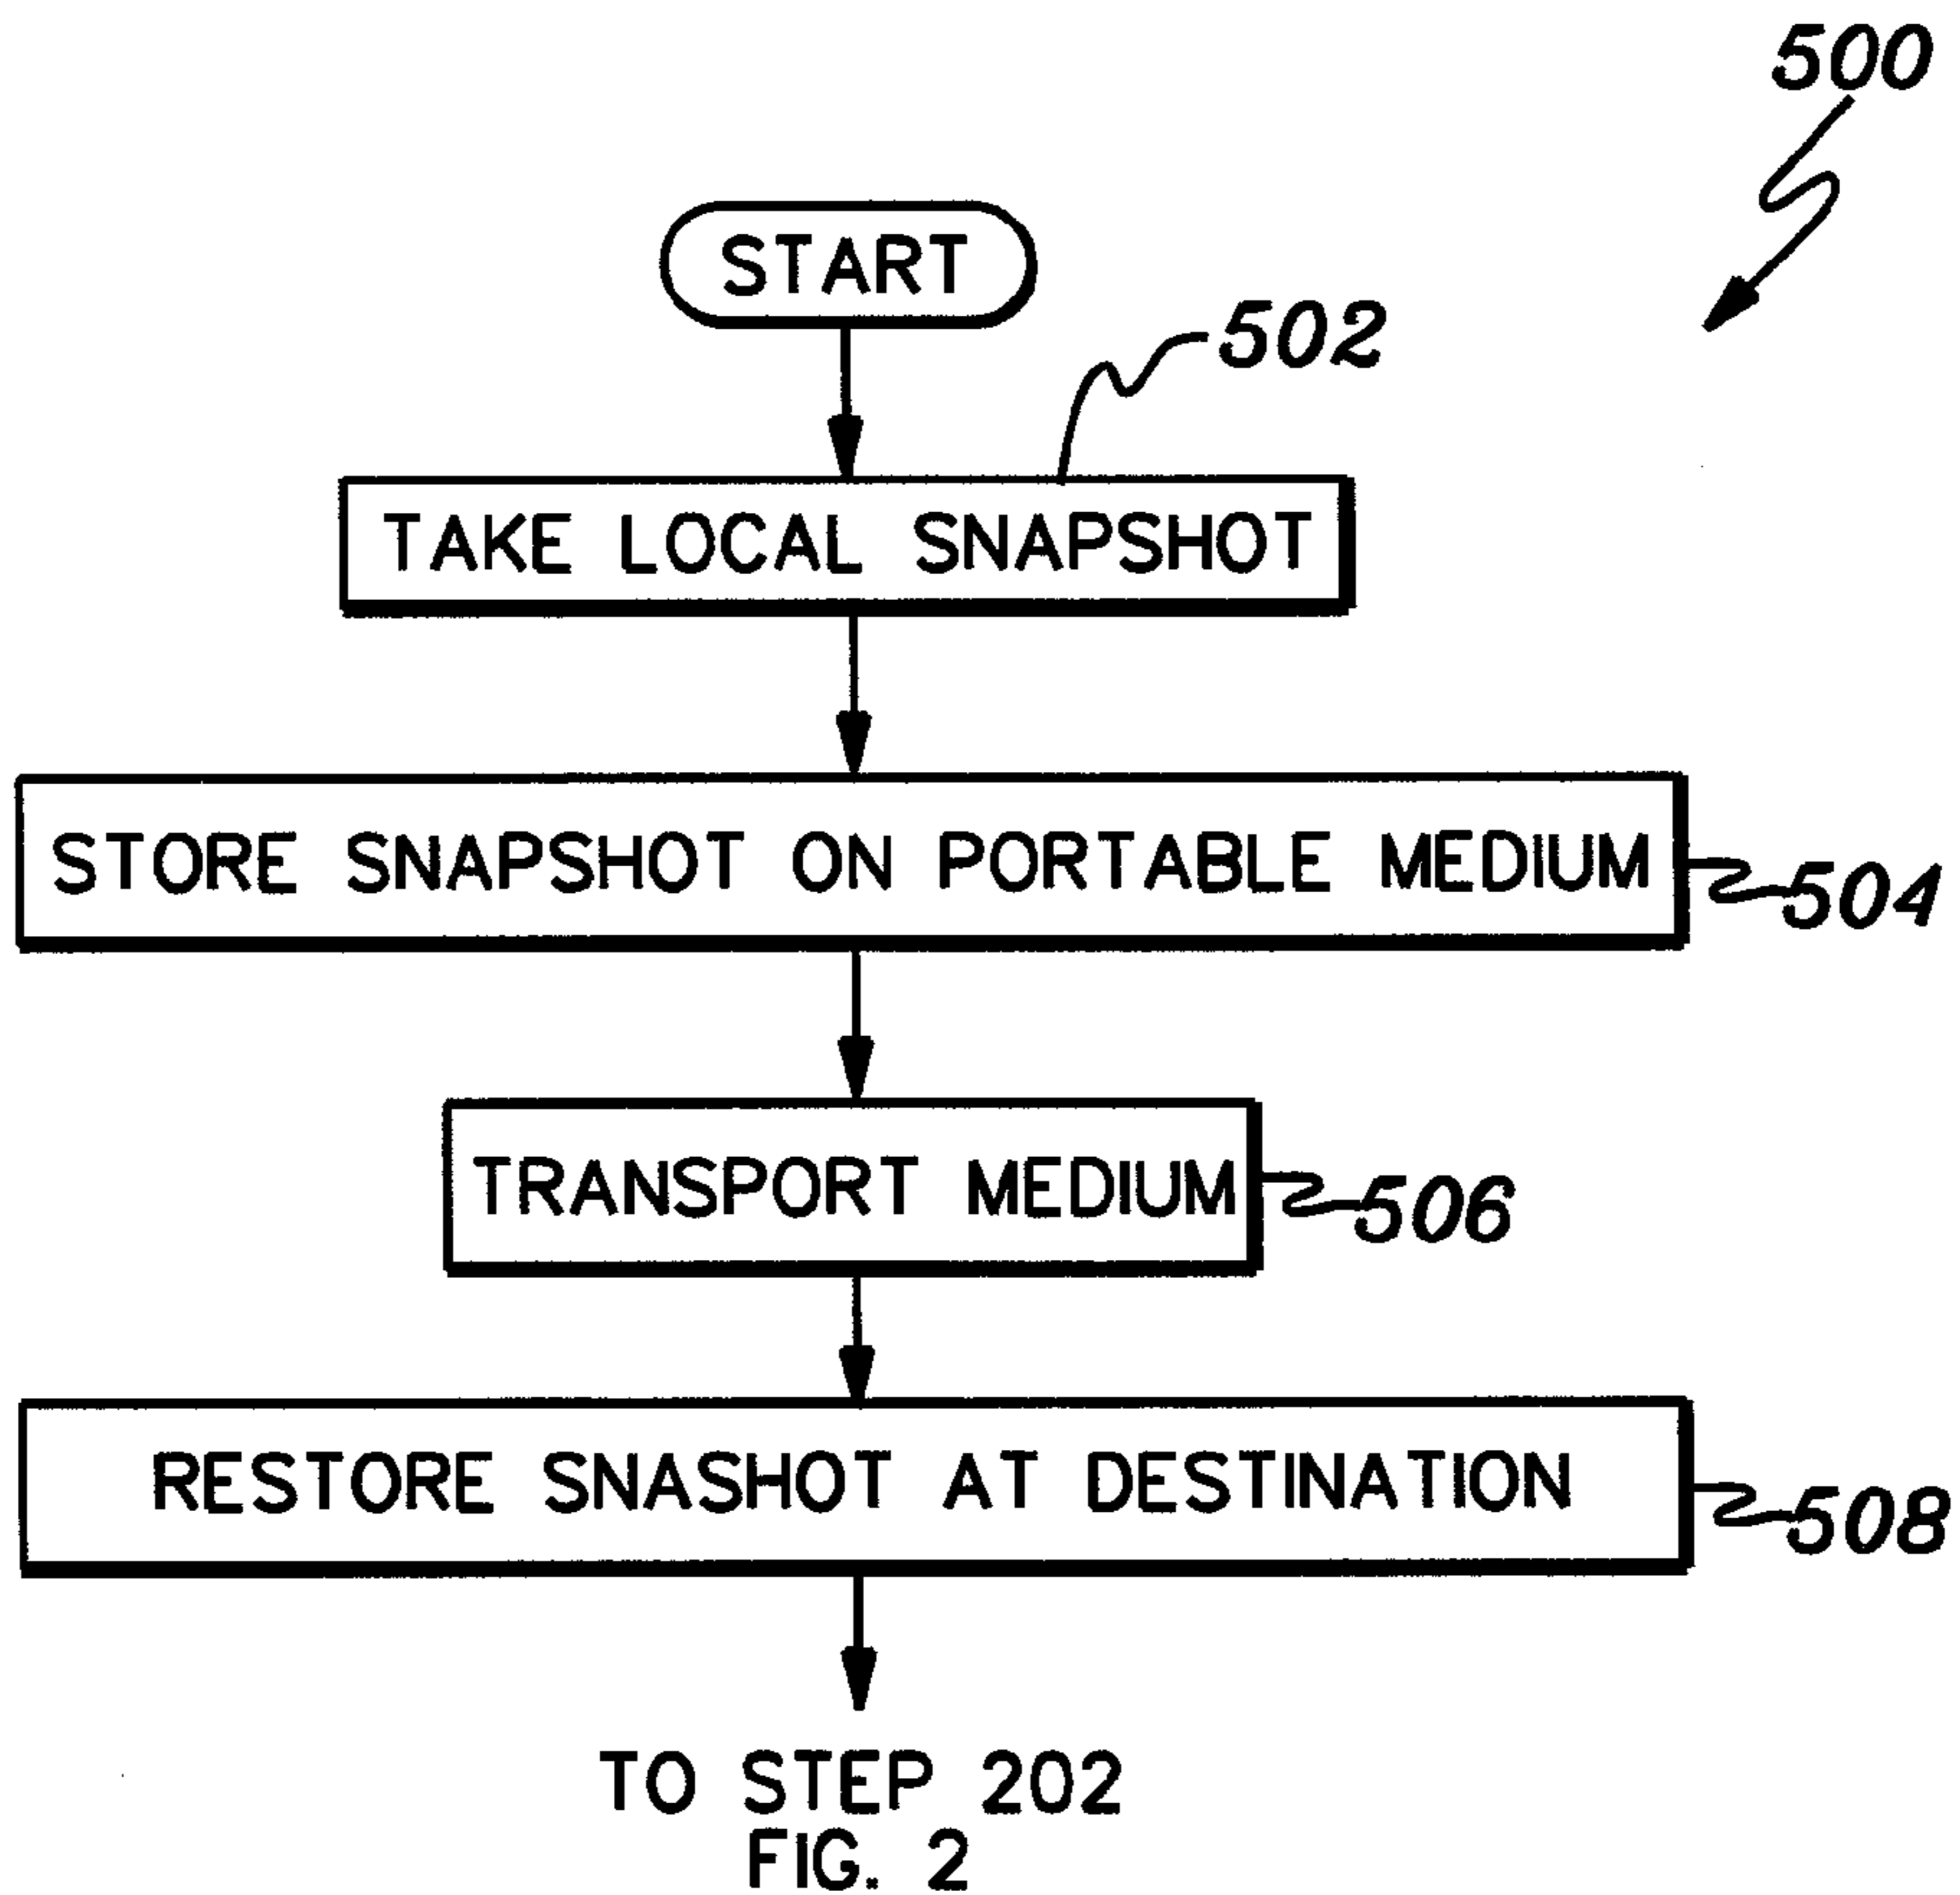 500
START
502
TAKE LOCAL SNAPSHOT
STORE SNAPSHOT ON PORTABLE MEDIUM
504
TRANSPORT MEDIUM
506
RESTORE SNASHOT AT DESTINATION
508
TO STEP 202
FIG. 2